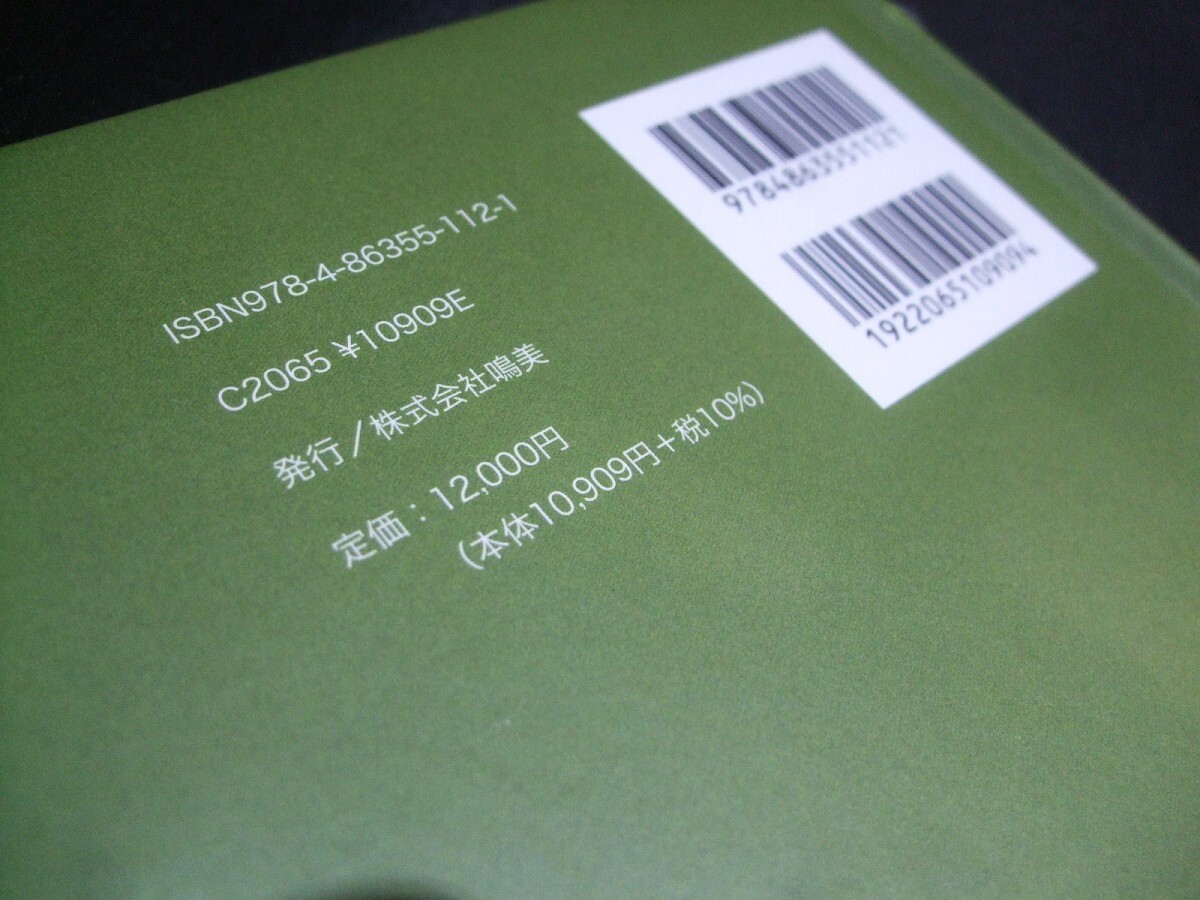 9784863551121
1922065109094
ISBN978-4-86355-112-1
C2065 ¥10909E
発行／株式会社鳴美
定価：12,000円
(本体10,909円＋税10%)